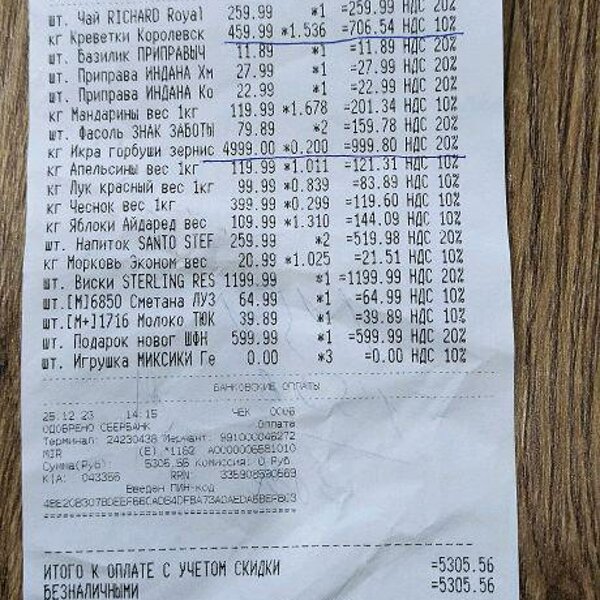 шт. Чай RICHARD Royal 259.99 *1 =259.99 НДС 20%
кг Креветки Королевск 459.99 *1.536 =706.54 НДС 10%
шт. Базилик ПРИПРАВЫЧ 11.89 *1 =11.89 НДС 20%
шт. Приправа ИНДАНА Хм 27.99 *1 =27.99 НДС 20%
шт. Приправа ИНДАНА Ко 22.99 *1 =22.99 НДС 20%
кг Мандарины вес 1кг 119.99 *1.678 =201.34 НДС 10%
шт. Фасоль ЗНАК ЗАБОТЫ 79.89 *2 =159.78 НДС 20%
кг Икра горбуши зернис 4999.00 *0.200 =999.80 НДС 20%
кг Апельсины вес 1кг 119.99 *1.011 =121.31 НДС 10%
кг Лук красный вес 1кг 99.99 *0.839 =83.89 НДС 10%
кг Чеснок вес 1кг 399.99 *0.299 =119.60 НДС 10%
кг Яблоки Айдаред вес 109.99 *1.310 =144.09 НДС 10%
шт. Напиток SANTO STEF 259.99 *2 =519.98 НДС 20%
кг Морковь Эконом вес 20.99 *1.025 =21.51 НДС 10%
шт. Виски STERLING RES 1199.99 *1 =1199.99 НДС 20%
шт.[М]6850 Сметана ЛУЗ 64.99 *1 =64.99 НДС 10%
шт.[М+]1716 Молоко ТЮК 39.89 *1 =39.89 НДС 10%
шт. Подарок новог ШФН 599.99 *1 =599.99 НДС 20%
шт. Игрушка МИКСИКИ Ге 0.00 *3 =0.00 НДС 10%
БАНКОВСКИЕ ОПЛАТЫ
25.12.23 14:15 ЧЕК 0006
ОДОБРЕНО СБЕРБАНК Оплата
Терминал: 24230438 Мерчант: 991000046272
MIR (E) *1162 A0000006581010
Сумма(Руб): 5305.56 Комиссия: 0 Руб
К|А: 043366 RRN:
Введен ПИН-код
ИТОГО К ОПЛАТЕ С УЧЕТОМ СКИДКИ =5305.56
БЕЗНАЛИЧНЫМИ =5305.56